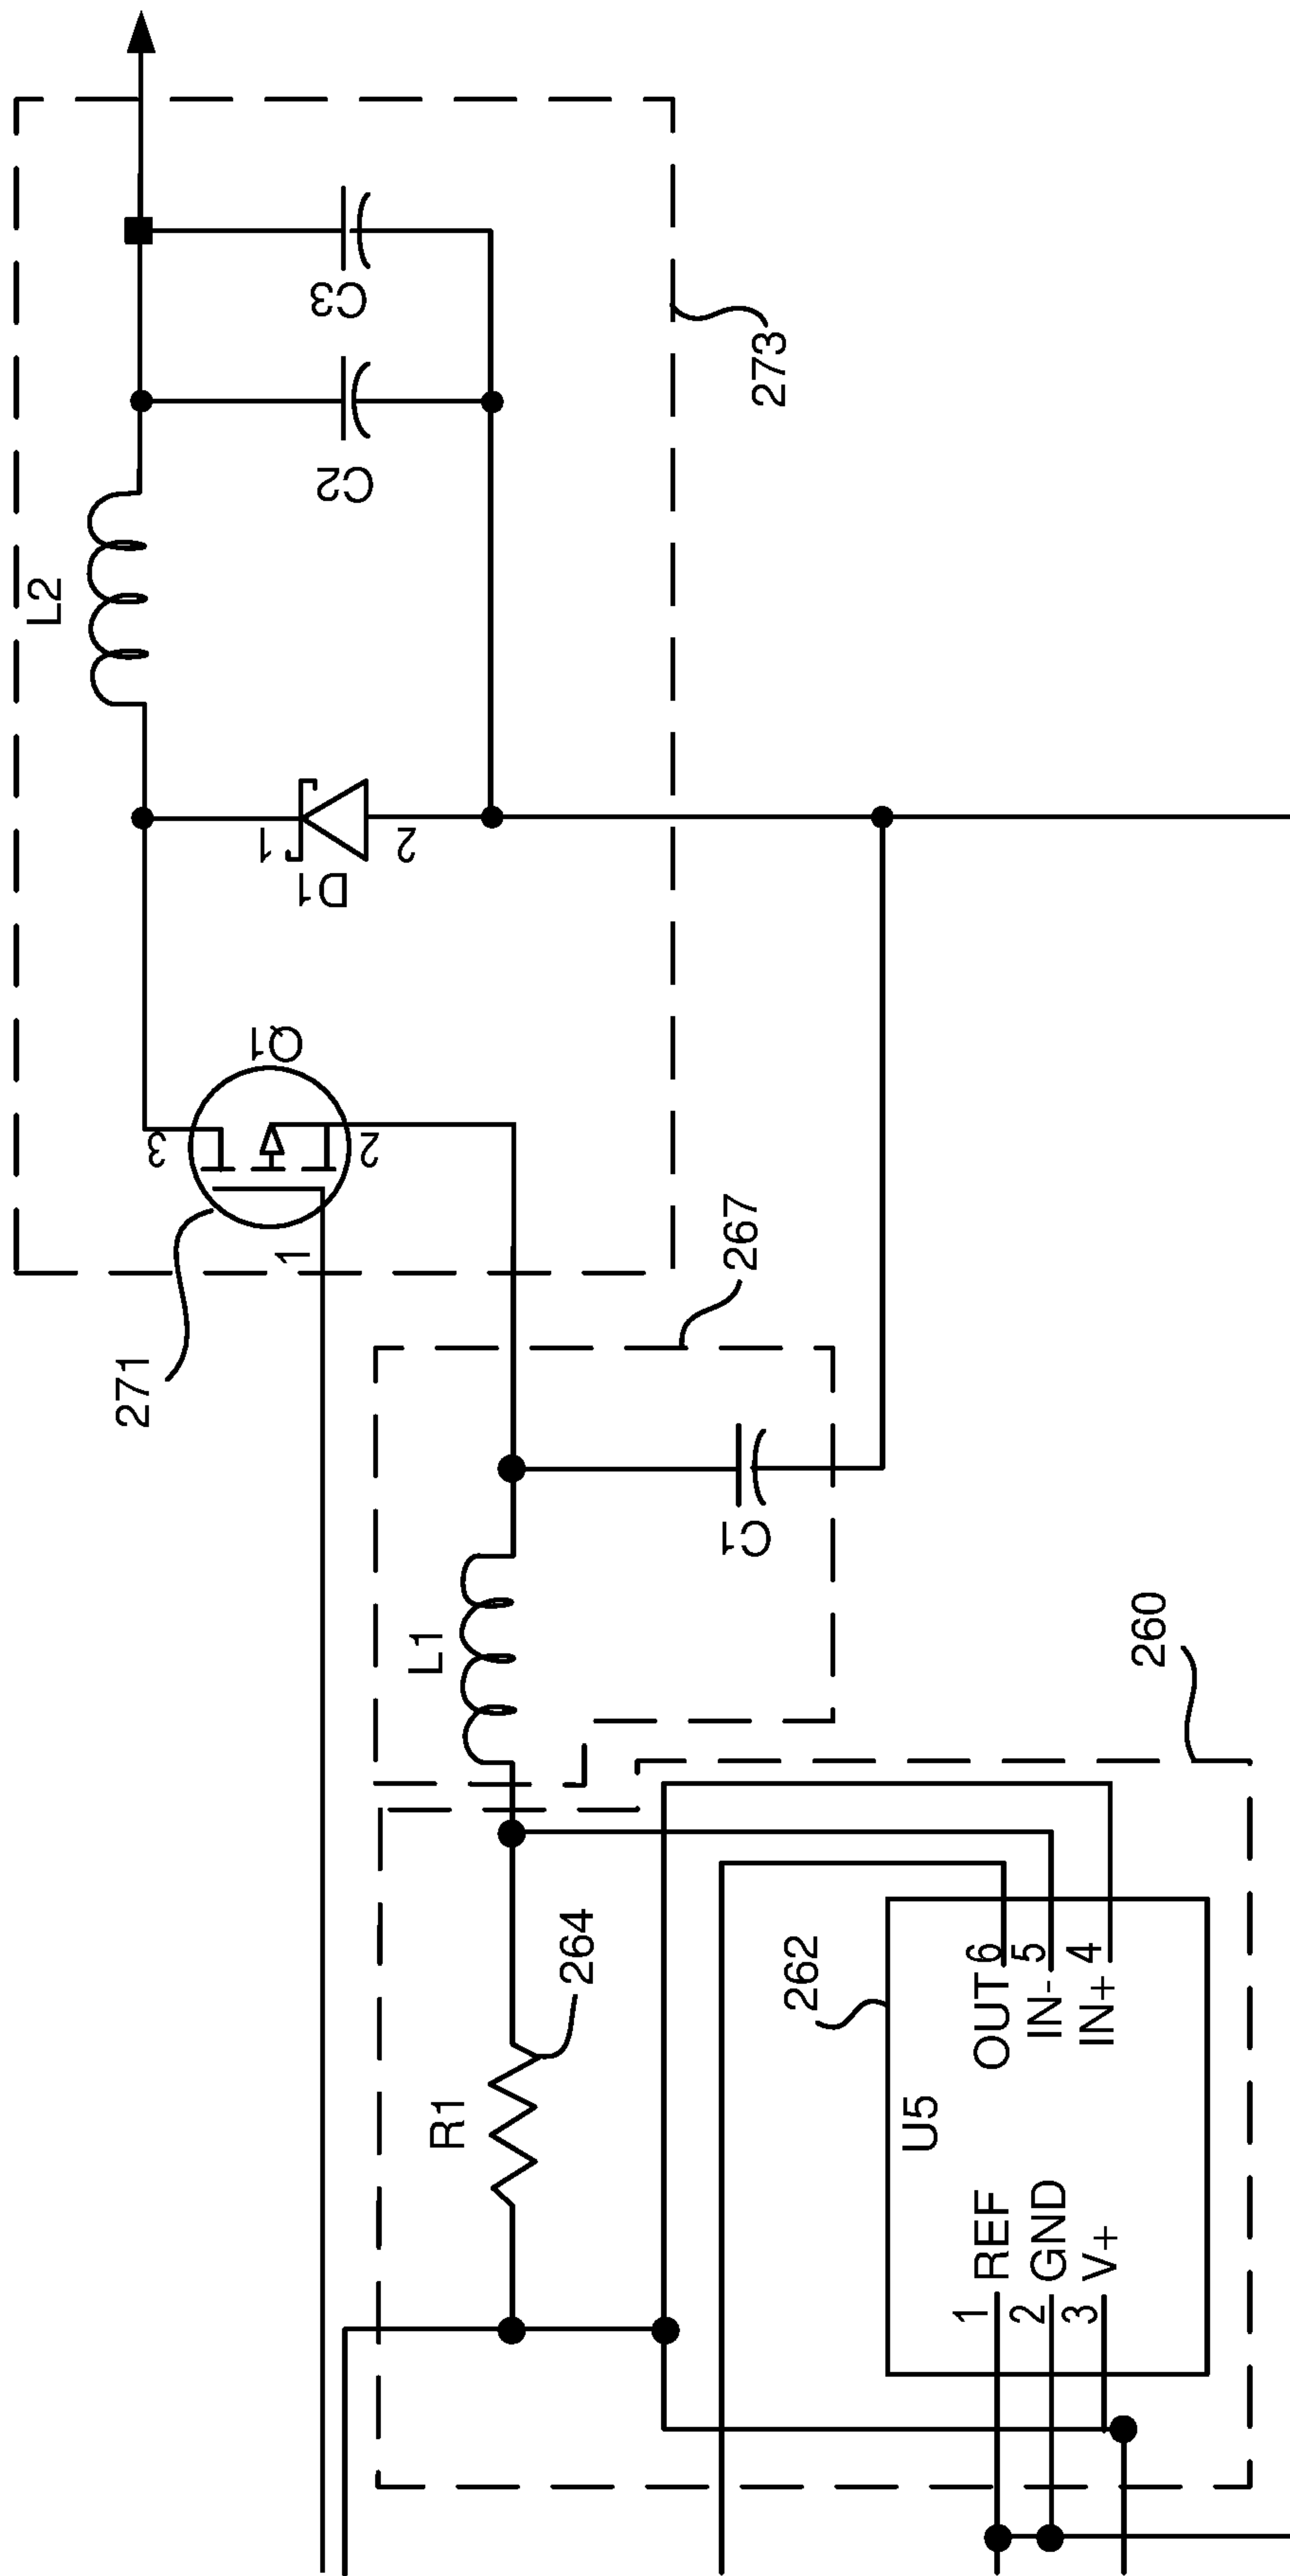 L2
C3
C2
273
1
D1
2
Q1
3
2
1
271
267
L1
C1
260
R1
264
262
U5
OUT 6
IN- 5
IN+ 4
1 REF
2 GND
3 V+